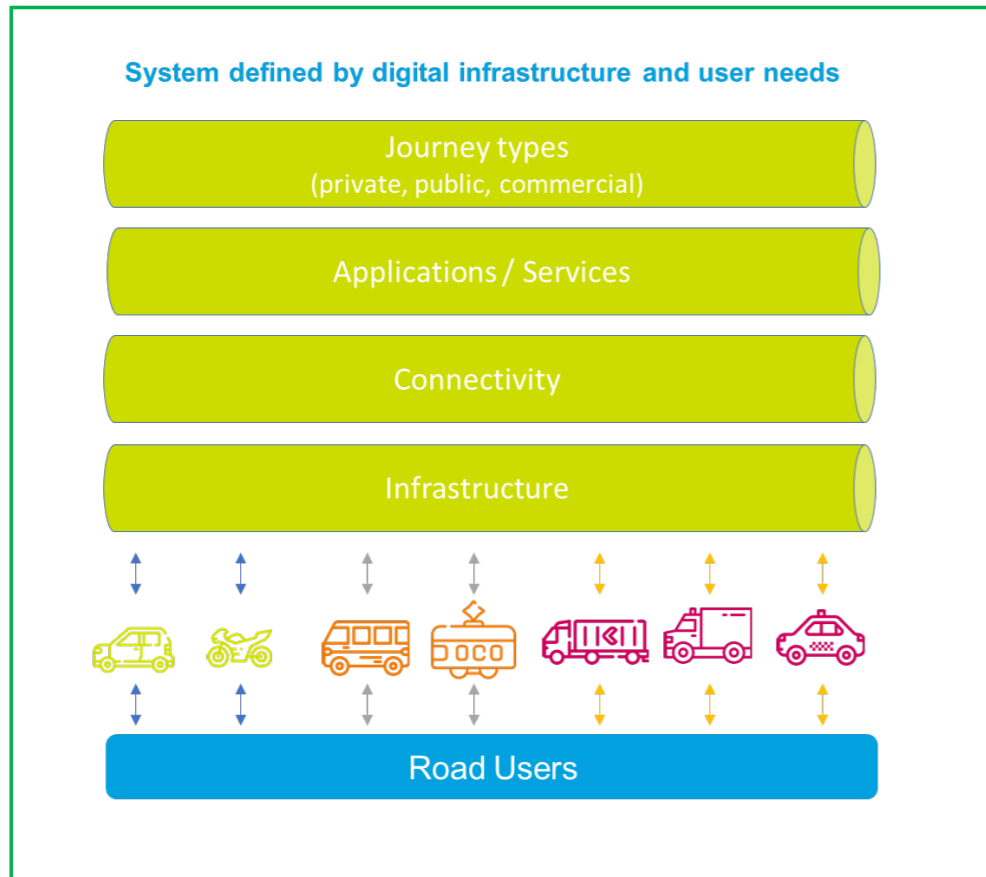 System defined by digital infrastructure and user needs
Journey types
(private, public, commercial)
Applications / Services
Connectivity
Infrastructure
Road Users